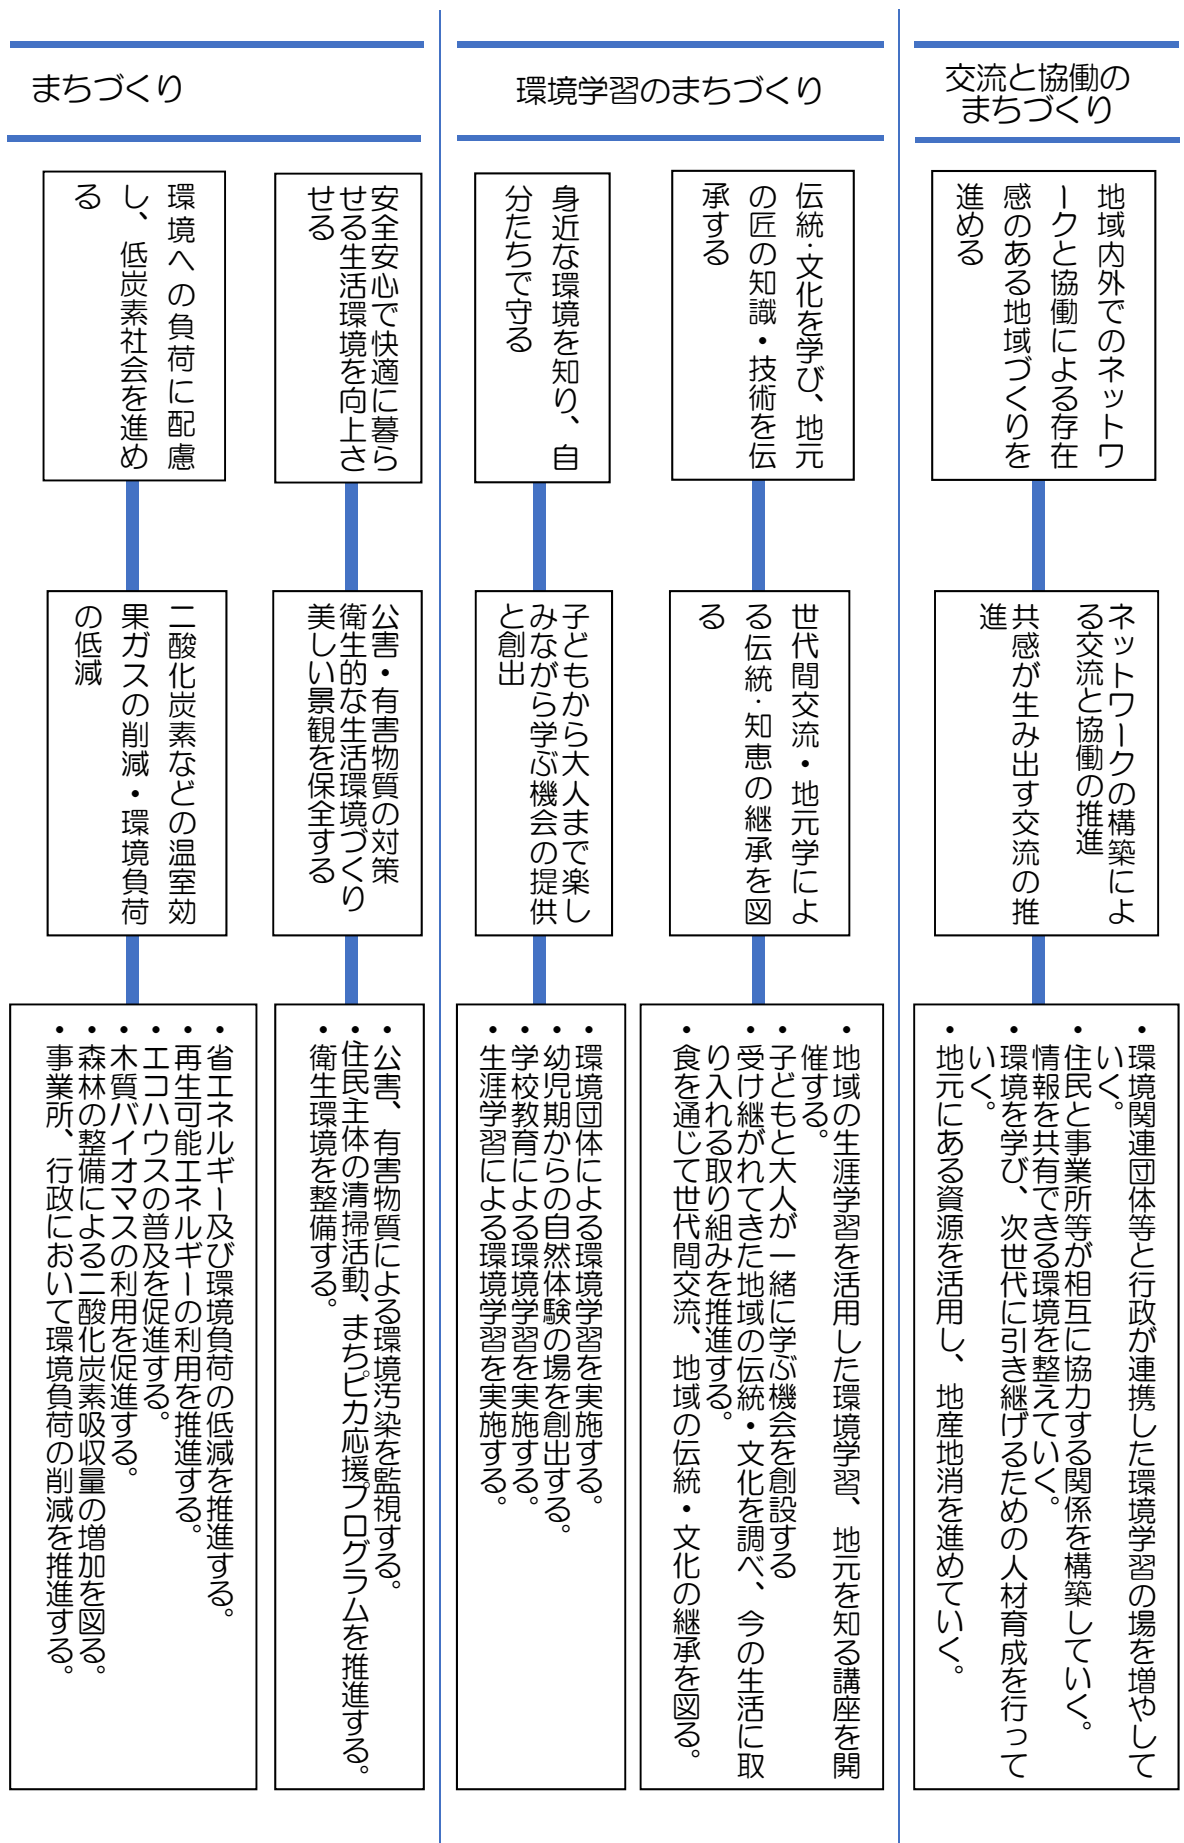 交流と協働の
まちづくり
地域内外でのネットワ
ークと協働による存在
感のある地域づくりを
進める
ネットワークの構築によ
る交流と協働の推進
共感が生み出す交流の推
進
・環境関連団体等と行政が連携した環境学習の場を増やして
いく。
・住民と事業所等が相互に協力する関係を構築していく。
情報を共有できる環境を整えていく。
・環境を学び、次世代に引き継げるための人材育成を行って
いく。
・地元にある資源を活用し、地産地消を進めていく。
環境学習のまちづくり
伝統・文化を学び、地元
の匠の知識・技術を伝
承する
世代間交流・地元学によ
る伝統・知恵の継承を図
る
・地域の生涯学習を活用した環境学習、地元を知る講座を開
催する。
・子どもと大人が一緒に学ぶ機会を創設する
・受け継がれてきた地域の伝統・文化を調べ、今の生活に取
り入れる取り組みを推進する。
・食を通じて世代間交流、地域の伝統・文化の継承を図る。
身近な環境を知り、自
分たちで守る
子どもから大人まで楽し
みながら学ぶ機会の提供
と創出
・環境団体による環境学習を実施する。
・幼児期からの自然体験の場を創出する。
・学校教育による環境学習を実施する。
・生涯学習による環境学習を実施する。
まちづくり
安全安心で快適に暮ら
せる生活環境を向上さ
せる
公害・有害物質の対策
衛生的な生活環境づくり
美しい景観を保全する
・公害、有害物質による環境汚染を監視する。
・住民主体の清掃活動、まちピカ応援プログラムを推進する。
・衛生環境を整備する。
環境への負荷に配慮
し、低炭素社会を進め
る
二酸化炭素などの温室効
果ガスの削減・環境負荷
の低減
・省エネルギー及び環境負荷の低減を推進する。
・再生可能エネルギーの利用を推進する。
・エコハウスの普及を促進する。
・木質バイオマスの利用を促進する。
・森林の整備による二酸化炭素吸収量の増加を図る。
・事業所、行政において環境負荷の削減を推進する。